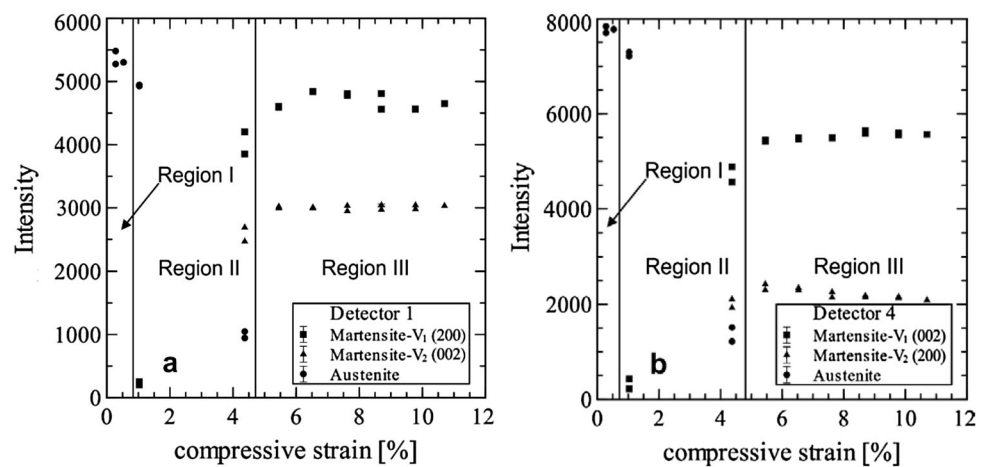 6000
5000
4000
3000
2000
1000
0
Intensity
0 2 4 6 8 10 12
compressive strain [%]
Region I
Region II
Region III
a
Detector 1
Martensite-V₁ (200)
Martensite-V₂ (002)
Austenite
8000
6000
4000
2000
0
Intensity
0 2 4 6 8 10 12
compressive strain [%]
Region I
Region II
Region III
b
Detector 4
Martensite-V₁ (002)
Martensite-V₂ (200)
Austenite